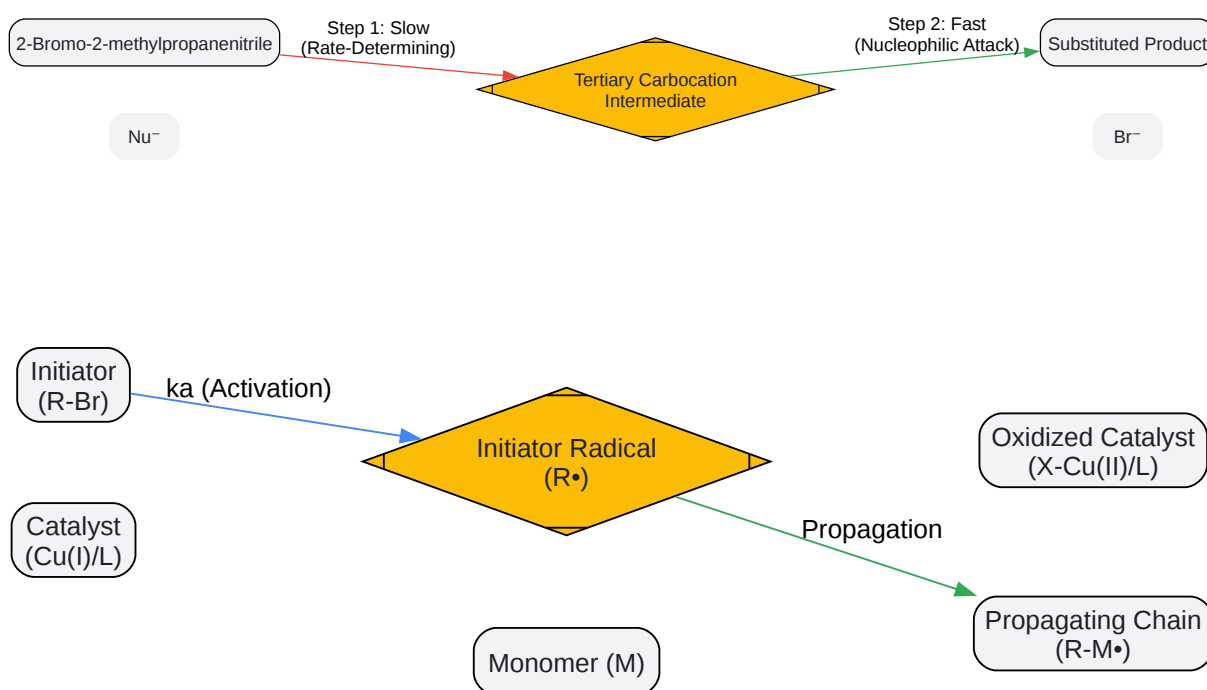 2-Bromo-2-methylpropanenitrile
Step 1: Slow
(Rate-Determining)
Tertiary Carbocation
Intermediate
Step 2: Fast
(Nucleophilic Attack)
Substituted Product
Nu⁻
Br⁻
Initiator
(R-Br)
ka (Activation)
Initiator Radical
(R•)
Oxidized Catalyst
(X-Cu(II)/L)
Catalyst
(Cu(I)/L)
Propagation
Propagating Chain
(R-M•)
Monomer (M)